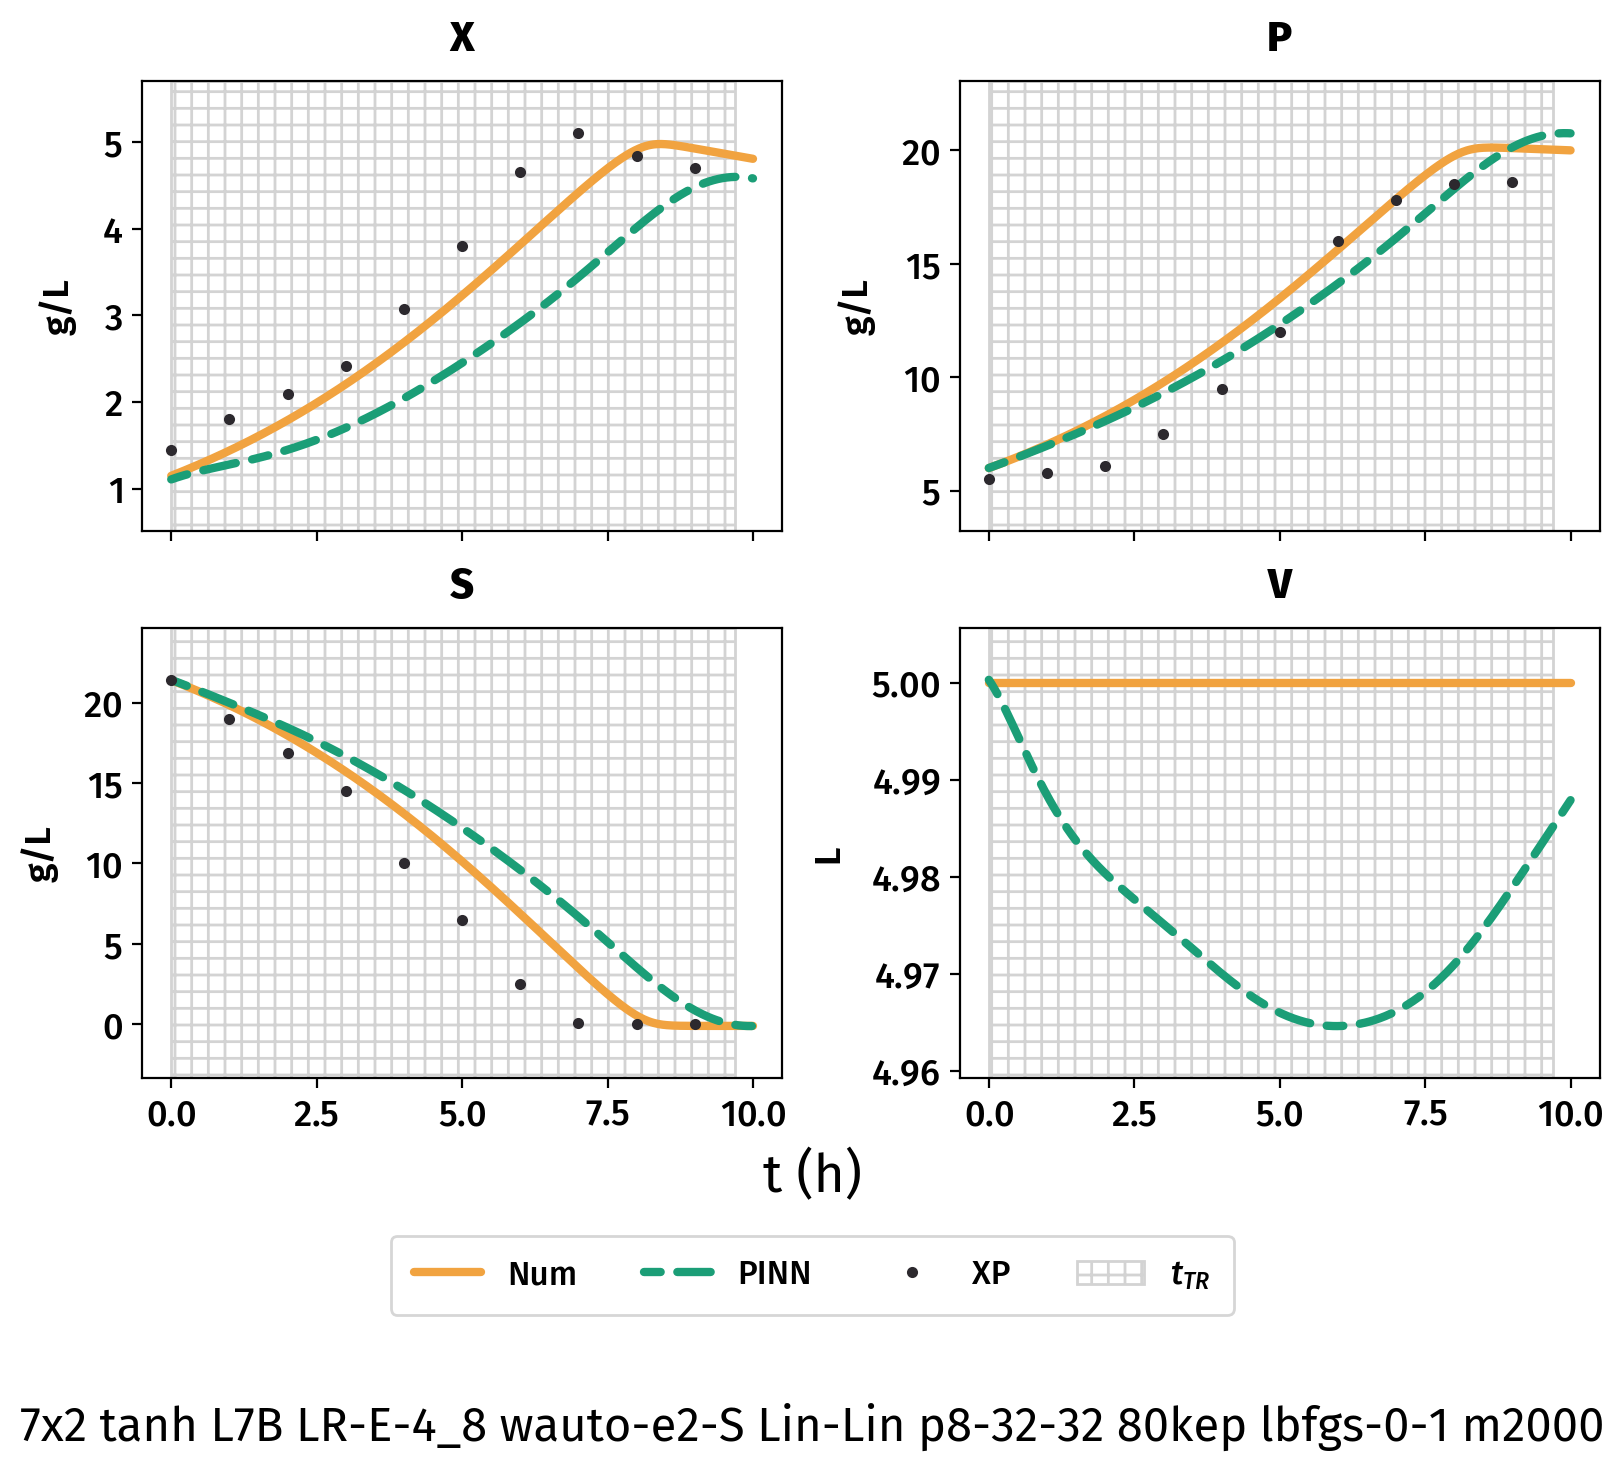 X
P
5
4
3
2
1
g/L
20
15
10
5
g/L
S
V
20
15
10
5
0
g/L
0.0 2.5 5.0 7.5 10.0
5.00
4.99
4.98
4.97
4.96
L
0.0 2.5 5.0 7.5 10.0
t (h)
Num PINN XP tTR
7x2 tanh L7B LR-E-4_8 wauto-e2-S Lin-Lin p8-32-32 80kep lbfgs-0-1 m2000